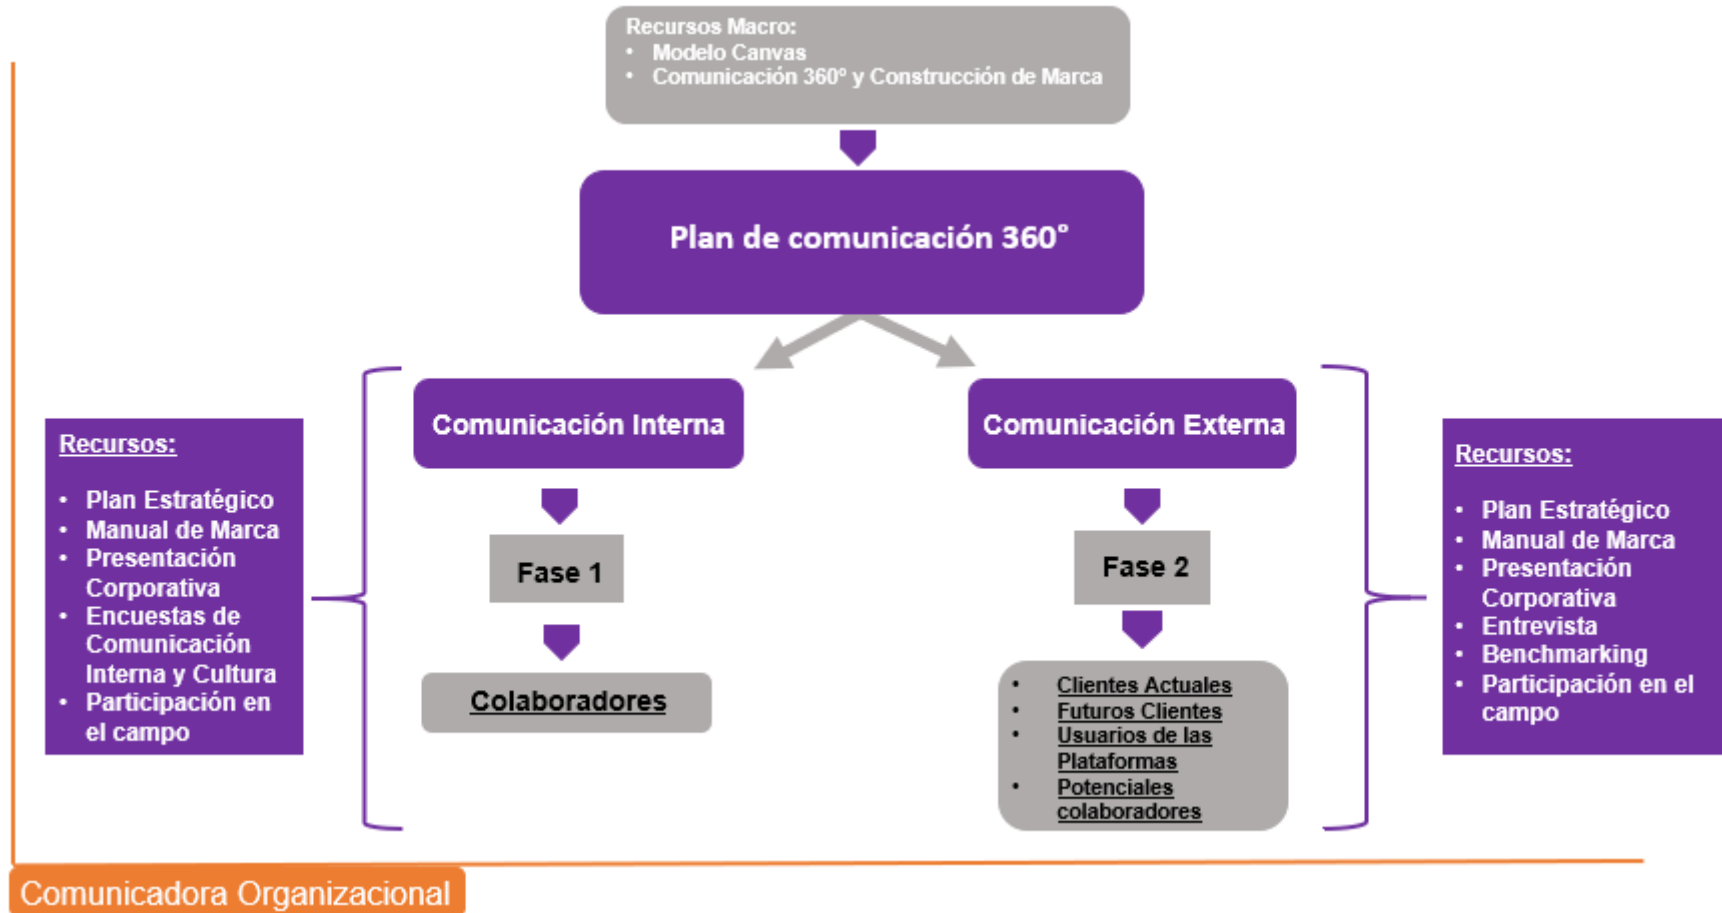 Recursos Macro:
• Modelo Canvas
• Comunicación 360º y Construcción de Marca
Plan de comunicación 360°
Comunicación Interna
Comunicación Externa
Recursos:
• Plan Estratégico
• Manual de Marca
• Presentación
Corporativa
• Encuestas de
Comunicación
Interna y Cultura
• Participación en
el campo
Fase 1
Colaboradores
Fase 2
• Clientes Actuales
• Futuros Clientes
• Usuarios de las
Plataformas
• Potenciales
colaboradores
Recursos:
• Plan Estratégico
• Manual de Marca
• Presentación
Corporativa
• Entrevista
• Benchmarking
• Participación en el
campo
Comunicadora Organizacional